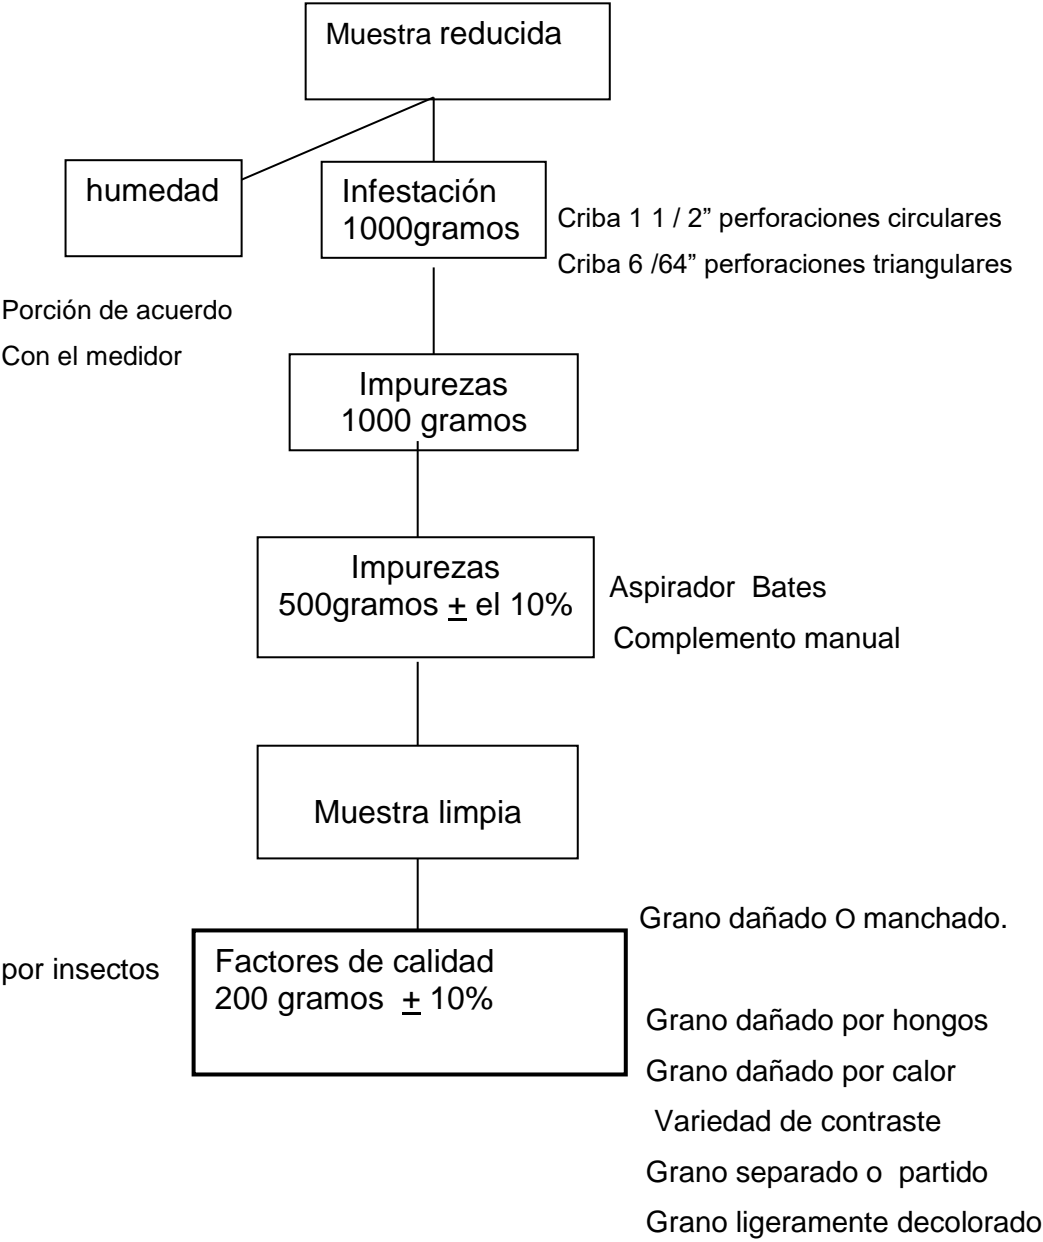 Muestra reducida
humedad
Infestación
1000gramos
Criba 1 1 / 2” perforaciones circulares
Criba 6 /64” perforaciones triangulares
Porción de acuerdo
Con el medidor
Impurezas
1000 gramos
Impurezas
500gramos ± el 10%
Aspirador Bates
Complemento manual
Muestra limpia
Grano dañado O manchado.
por insectos
Factores de calidad
200 gramos ± 10%
Grano dañado por hongos
Grano dañado por calor
Variedad de contraste
Grano separado o partido
Grano ligeramente decolorado